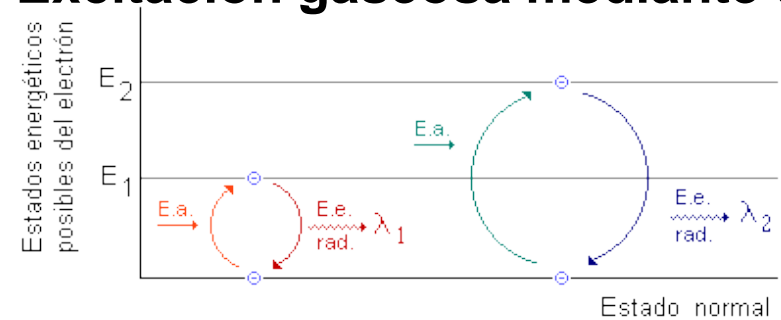 Excitación gaseosa mediante
Estados energéticos
posibles del electrón
E2
E1
E.a.
E.e.
rad.
λ1
E.a.
E.e.
rad.
λ2
Estado normal